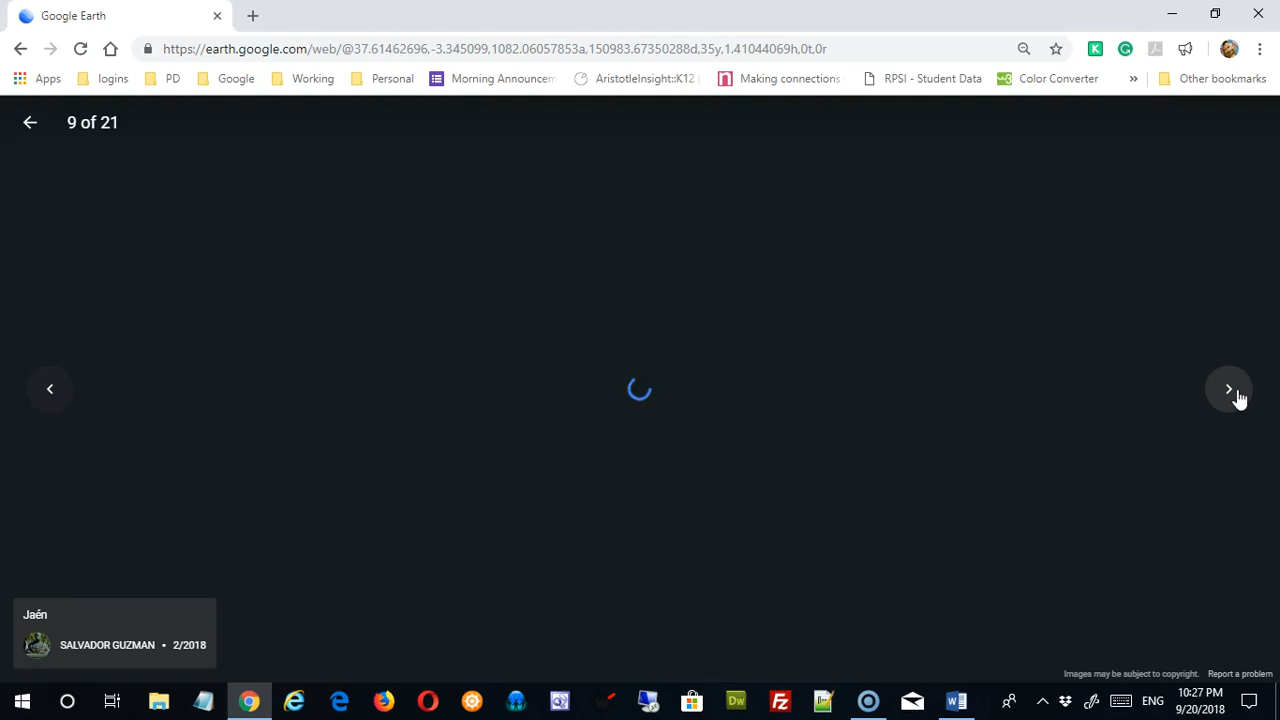 Google Earth
https://earth.google.com/web/@37.61462696,-3.345099,1082.06057853a,150983.67350288d,35y,1.41044069h,0t,0r
Apps logins PD Google Working Personal Morning Announcem AristotleInsight::K12 Making connections RPSI - Student Data Color Converter » Other bookmarks
9 of 21
Jaén
SALVADOR GUZMAN • 2/2018
Images may be subject to copyright. Report a problem
ENG
10:27 PM
9/20/2018